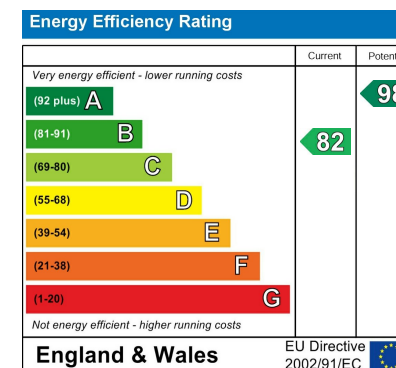 Energy Efficiency Rating
Current
Very energy efficient - lower running costs
(92 plus) A
(81-91) B
82
(69-80) C
(55-68) D
(39-54) E
(21-38) F
(1-20) G
Not energy efficient - higher running costs
England & Wales
EU Directive
2002/91/EC